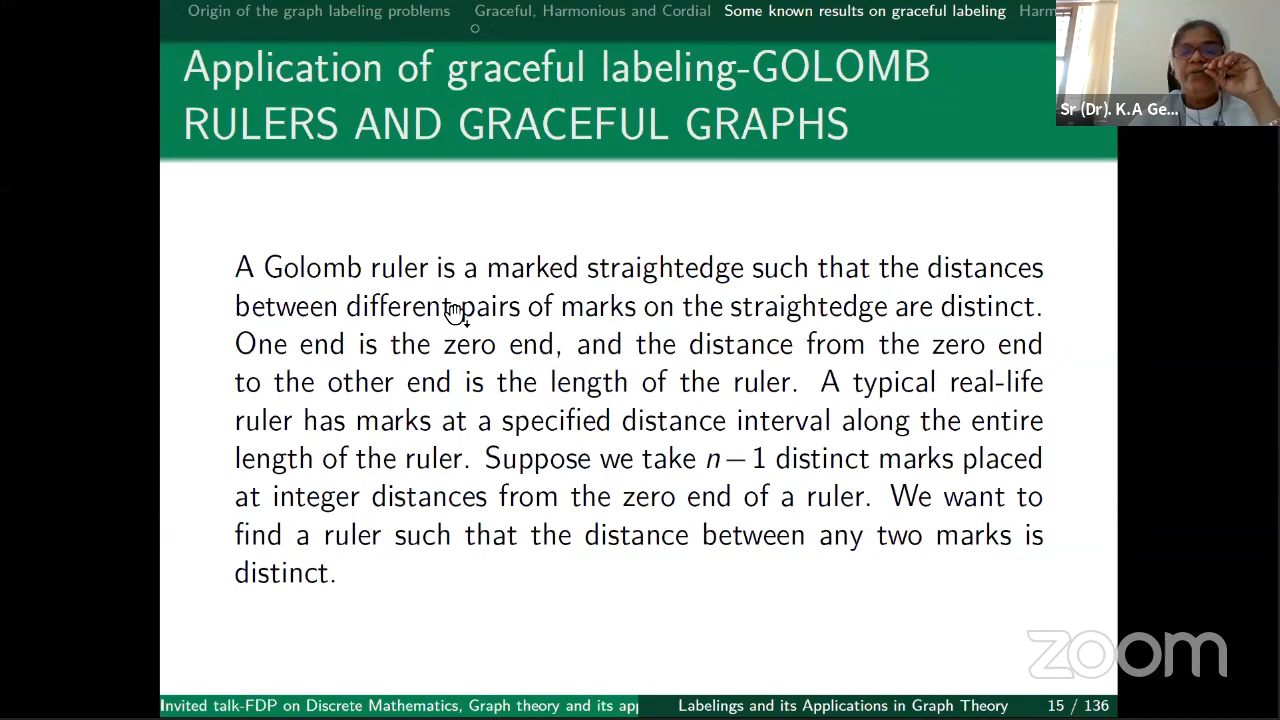 Origin of the graph labeling problems Graceful, Harmonious and Cordial Some known results on graceful labeling Harm
Application of graceful labeling-GOLOMB
RULERS AND GRACEFUL GRAPHS
Sr (Dr). K.A Ge...
A Golomb ruler is a marked straightedge such that the distances
between different pairs of marks on the straightedge are distinct.
One end is the zero end, and the distance from the zero end
to the other end is the length of the ruler. A typical real-life
ruler has marks at a specified distance interval along the entire
length of the ruler. Suppose we take n − 1 distinct marks placed
at integer distances from the zero end of a ruler. We want to
find a ruler such that the distance between any two marks is
distinct.
zoom
Invited talk-FDP on Discrete Mathematics, Graph theory and its app Labelings and its Applications in Graph Theory 15 / 136